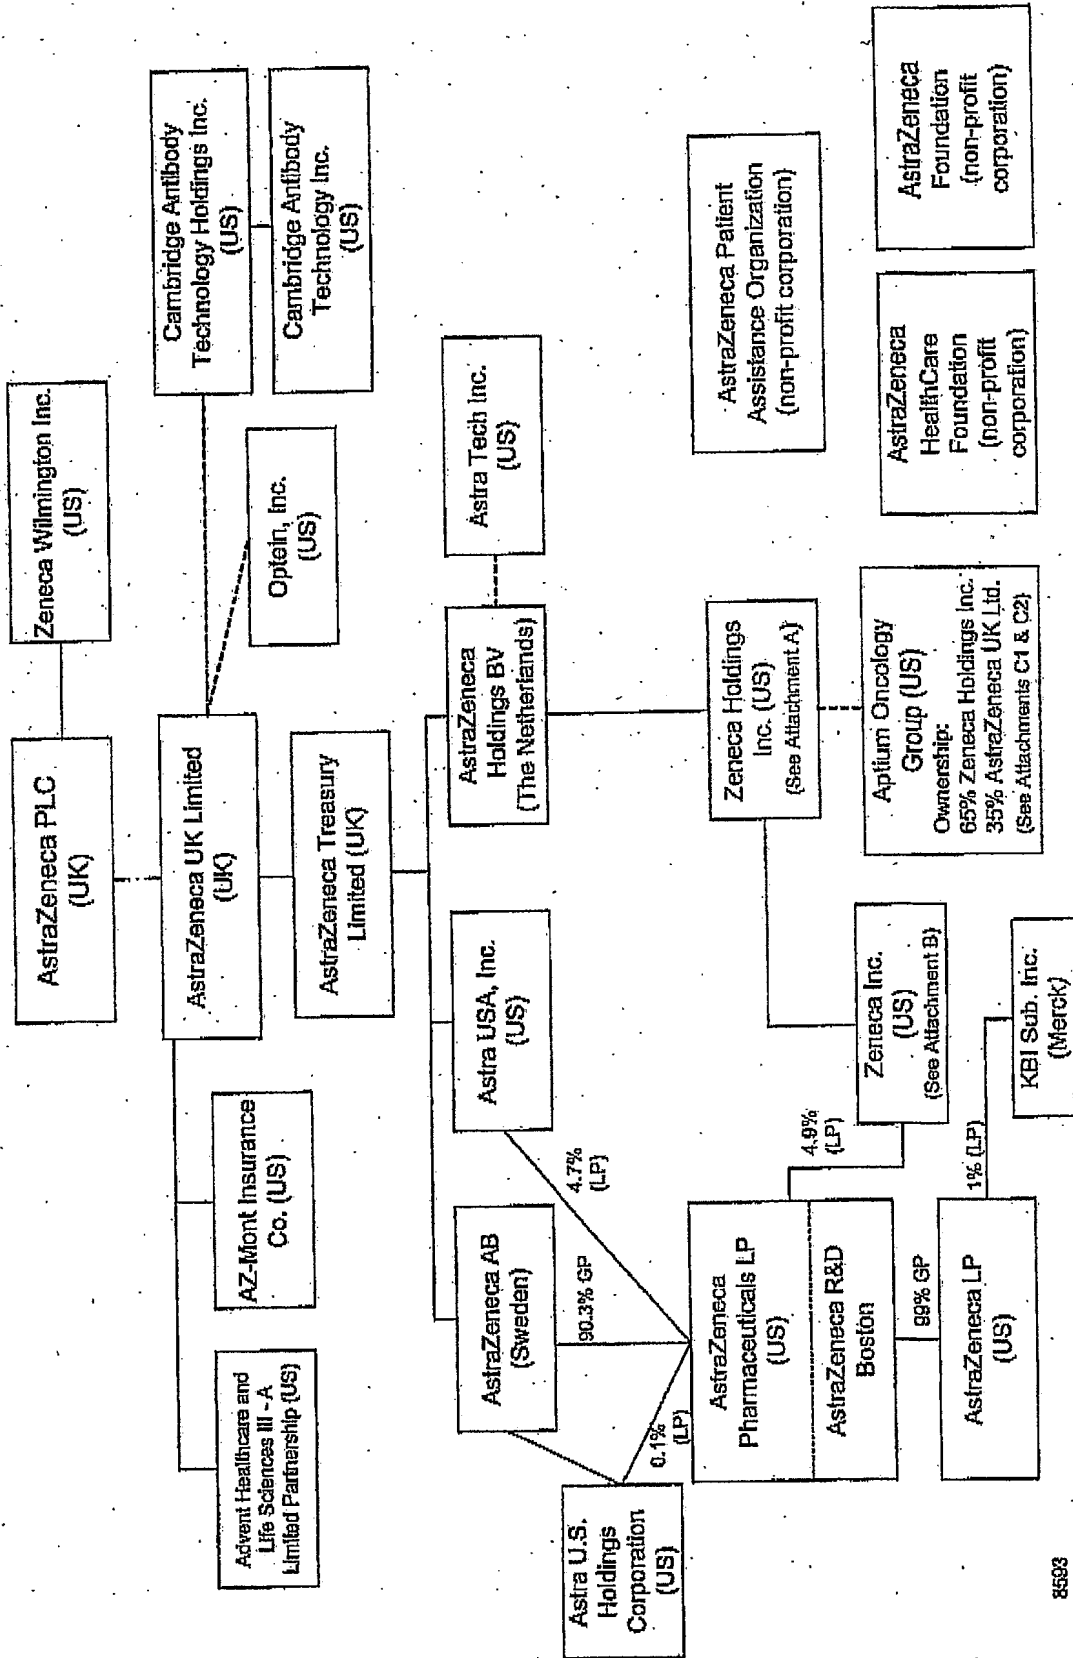 AstraZeneca PLC
(UK)
Zeneca Wilmington Inc.
(US)
Advent Healthcare and
Life Sciences III - A
Limited Partnership (US)
AZ-Mont Insurance
Co. (US)
AstraZeneca UK Limited
(UK)
Optein, Inc.
(US)
Cambridge Antibody
Technology Holdings Inc.
(US)
Cambridge Antibody
Technology Inc.
(US)
AstraZeneca Treasury
Limited (UK)
AstraZeneca AB
(Sweden)
Astra USA, Inc.
(US)
AstraZeneca
Holdings BV
(The Netherlands)
Astra Tech Inc.
(US)
90.3% GP
4.7%
(LP)
0.1%
(LP)
Astra U.S.
Holdings
Corporation
(US)
AstraZeneca
Pharmaceuticals LP
(US)
AstraZeneca R&D
Boston
4.9%
(LP)
Zeneca Holdings
Inc. (US)
(See Attachment A)
AstraZeneca Patient
Assistance Organization
(non-profit corporation)
Zeneca Inc.
(US)
(See Attachment B)
Aptium Oncology
Group (US)
Ownership:
65% Zeneca Holdings Inc.
35% AstraZeneca UK Ltd.
(See Attachments C1 & C2)
AstraZeneca
HealthCare
Foundation
(non-profit
corporation)
AstraZeneca
Foundation
(non-profit
corporation)
99% GP
1% (LP)
AstraZeneca LP
(US)
KBI Sub. Inc.
(Merck)
8593